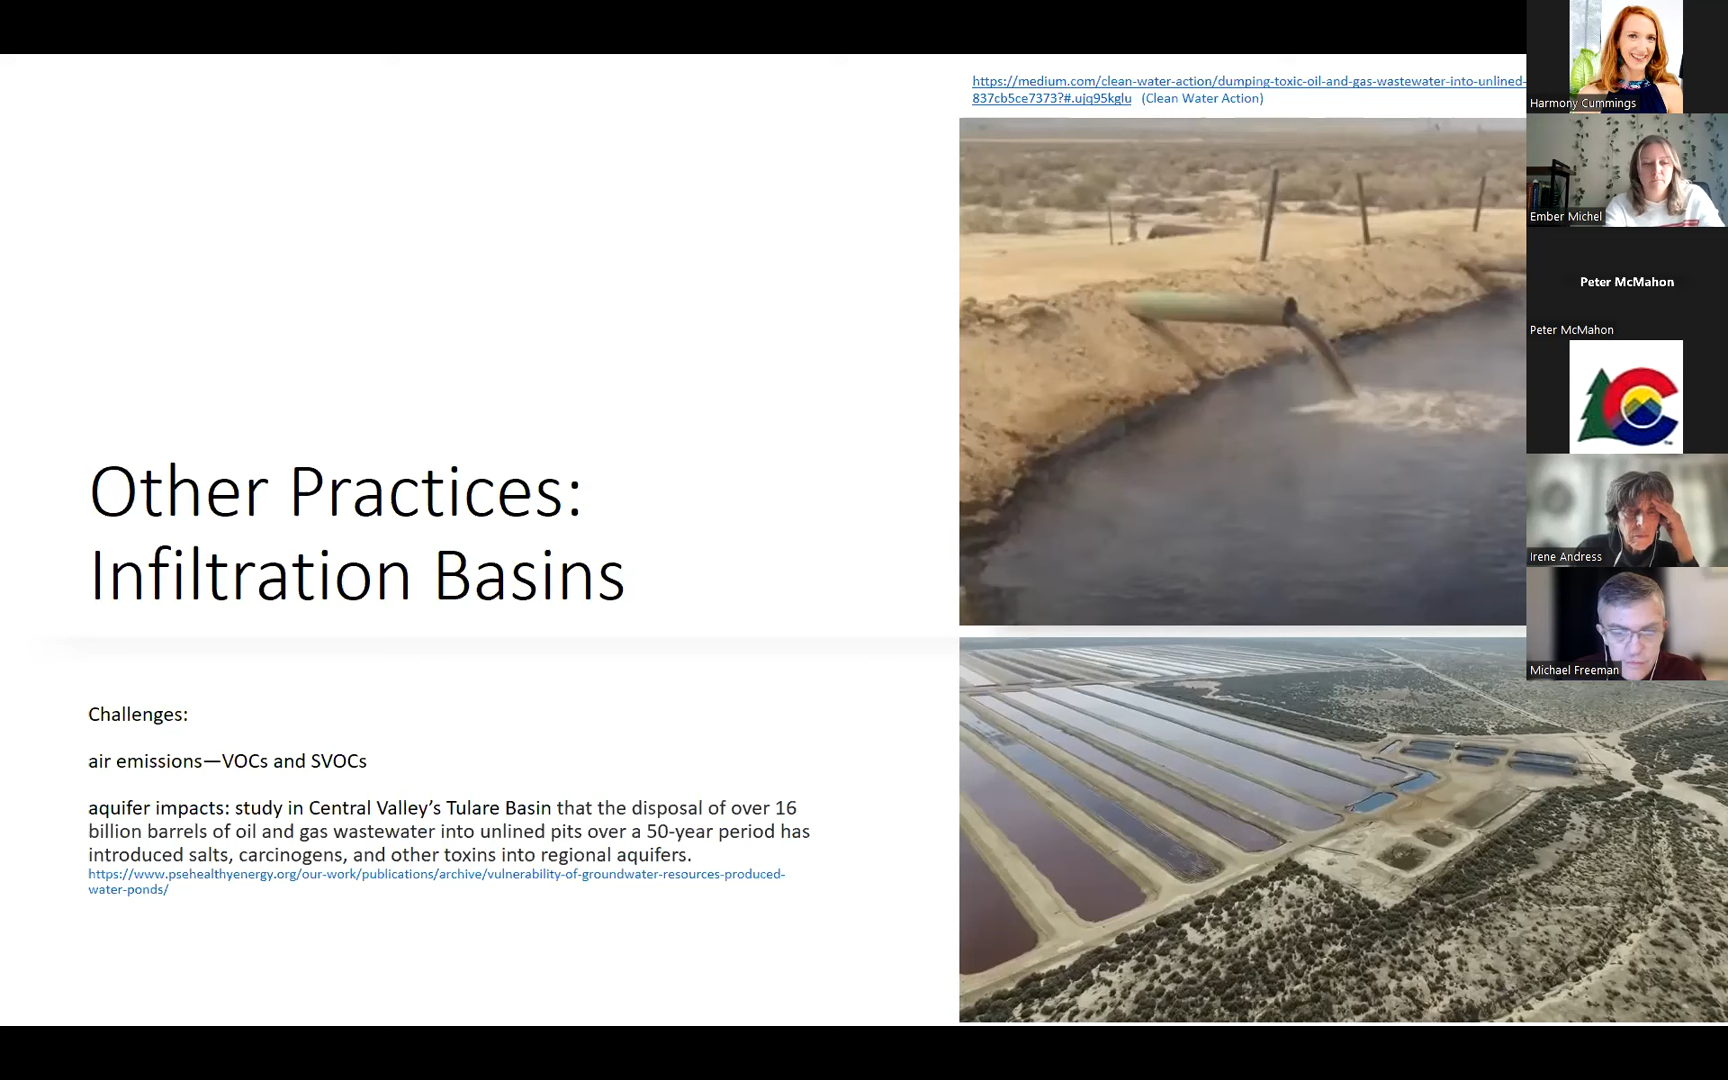 https://medium.com/clean-water-action/dumping-toxic-oil-and-gas-wastewater-into-unlined-
837cb5ce7373?#.ujq95kglu (Clean Water Action)
Other Practices:
Infiltration Basins
Challenges:
air emissions—VOCs and SVOCs
aquifer impacts: study in Central Valley's Tulare Basin that the disposal of over 16
billion barrels of oil and gas wastewater into unlined pits over a 50-year period has
introduced salts, carcinogens, and other toxins into regional aquifers.
https://www.psehealthyenergy.org/our-work/publications/archive/vulnerability-of-groundwater-resources-produced-
water-ponds/
Harmony Cummings
Ember Michel
Peter McMahon
Peter McMahon
Irene Andress
Michael Freeman